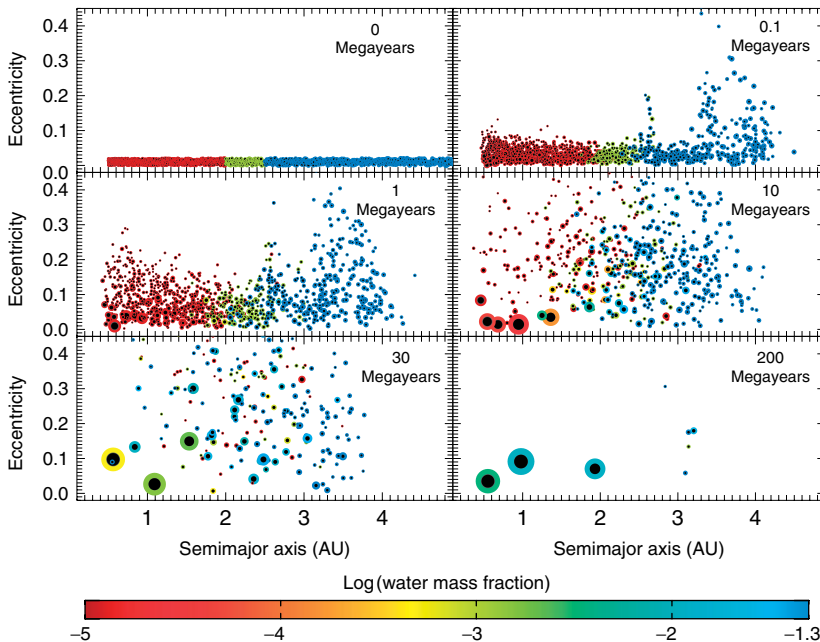 0
Megayears
0.1
Megayears
Eccentricity
0.4
0.3
0.2
0.1
0.0
1
Megayears
10
Megayears
Eccentricity
0.4
0.3
0.2
0.1
0.0
30
Megayears
200
Megayears
Eccentricity
0.4
0.3
0.2
0.1
0.0
1 2 3 4 1 2 3 4
Semimajor axis (AU) Semimajor axis (AU)
Log (water mass fraction)
−5 −4 −3 −2 −1.3